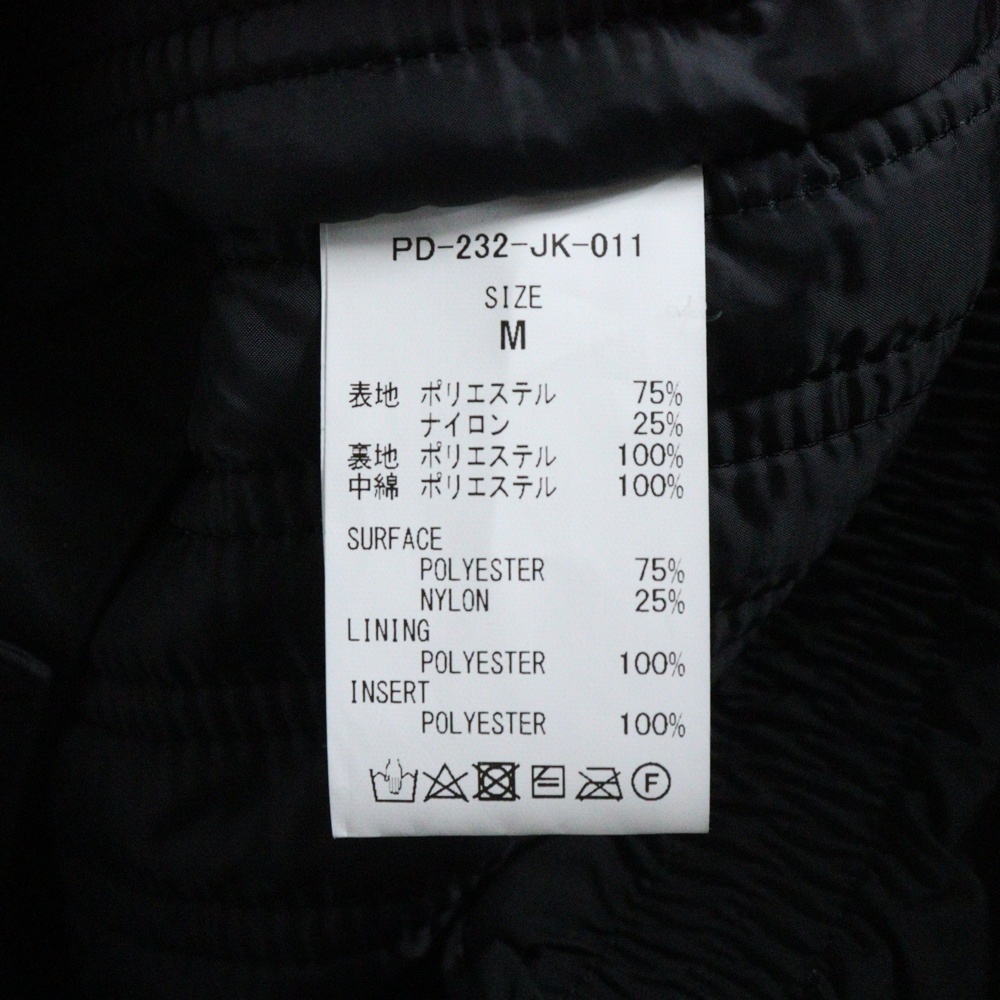 PD-232-JK-011
SIZE
M
表地 ポリエステル 75%
ナイロン 25%
裏地 ポリエステル 100%
中綿 ポリエステル 100%
SURFACE
POLYESTER 75%
NYLON 25%
LINING
POLYESTER 100%
INSERT
POLYESTER 100%
F